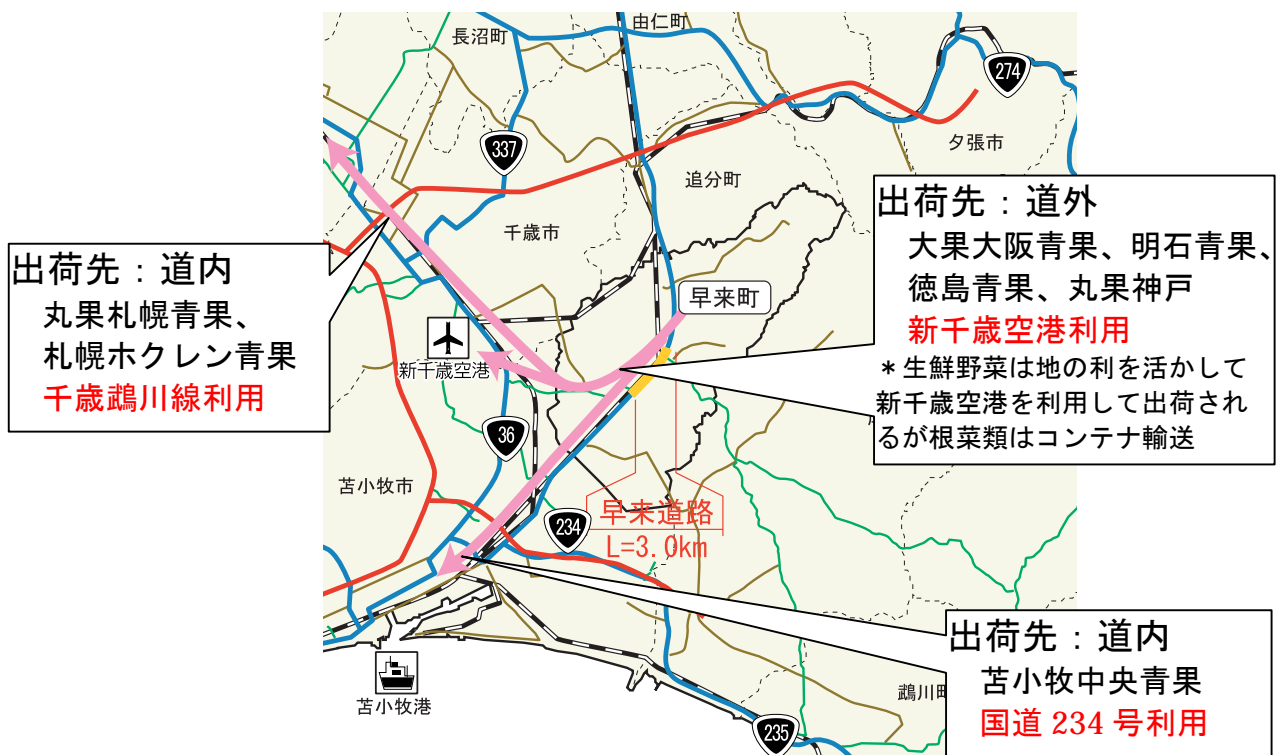 由仁町
長沼町
274
夕張市
337
追分町
千歳市
早来町
新千歳空港
36
苫小牧市
234
早来道路
L=3.0km
苫小牧港
鵡川町
235
出荷先：道内
丸果札幌青果、
札幌ホクレン青果
千歳鵡川線利用
出荷先：道外
大果大阪青果、明石青果、
徳島青果、丸果神戸
新千歳空港利用
＊生鮮野菜は地の利を活かして
新千歳空港を利用して出荷され
るが根菜類はコンテナ輸送
出荷先：道内
苫小牧中央青果
国道 234 号利用